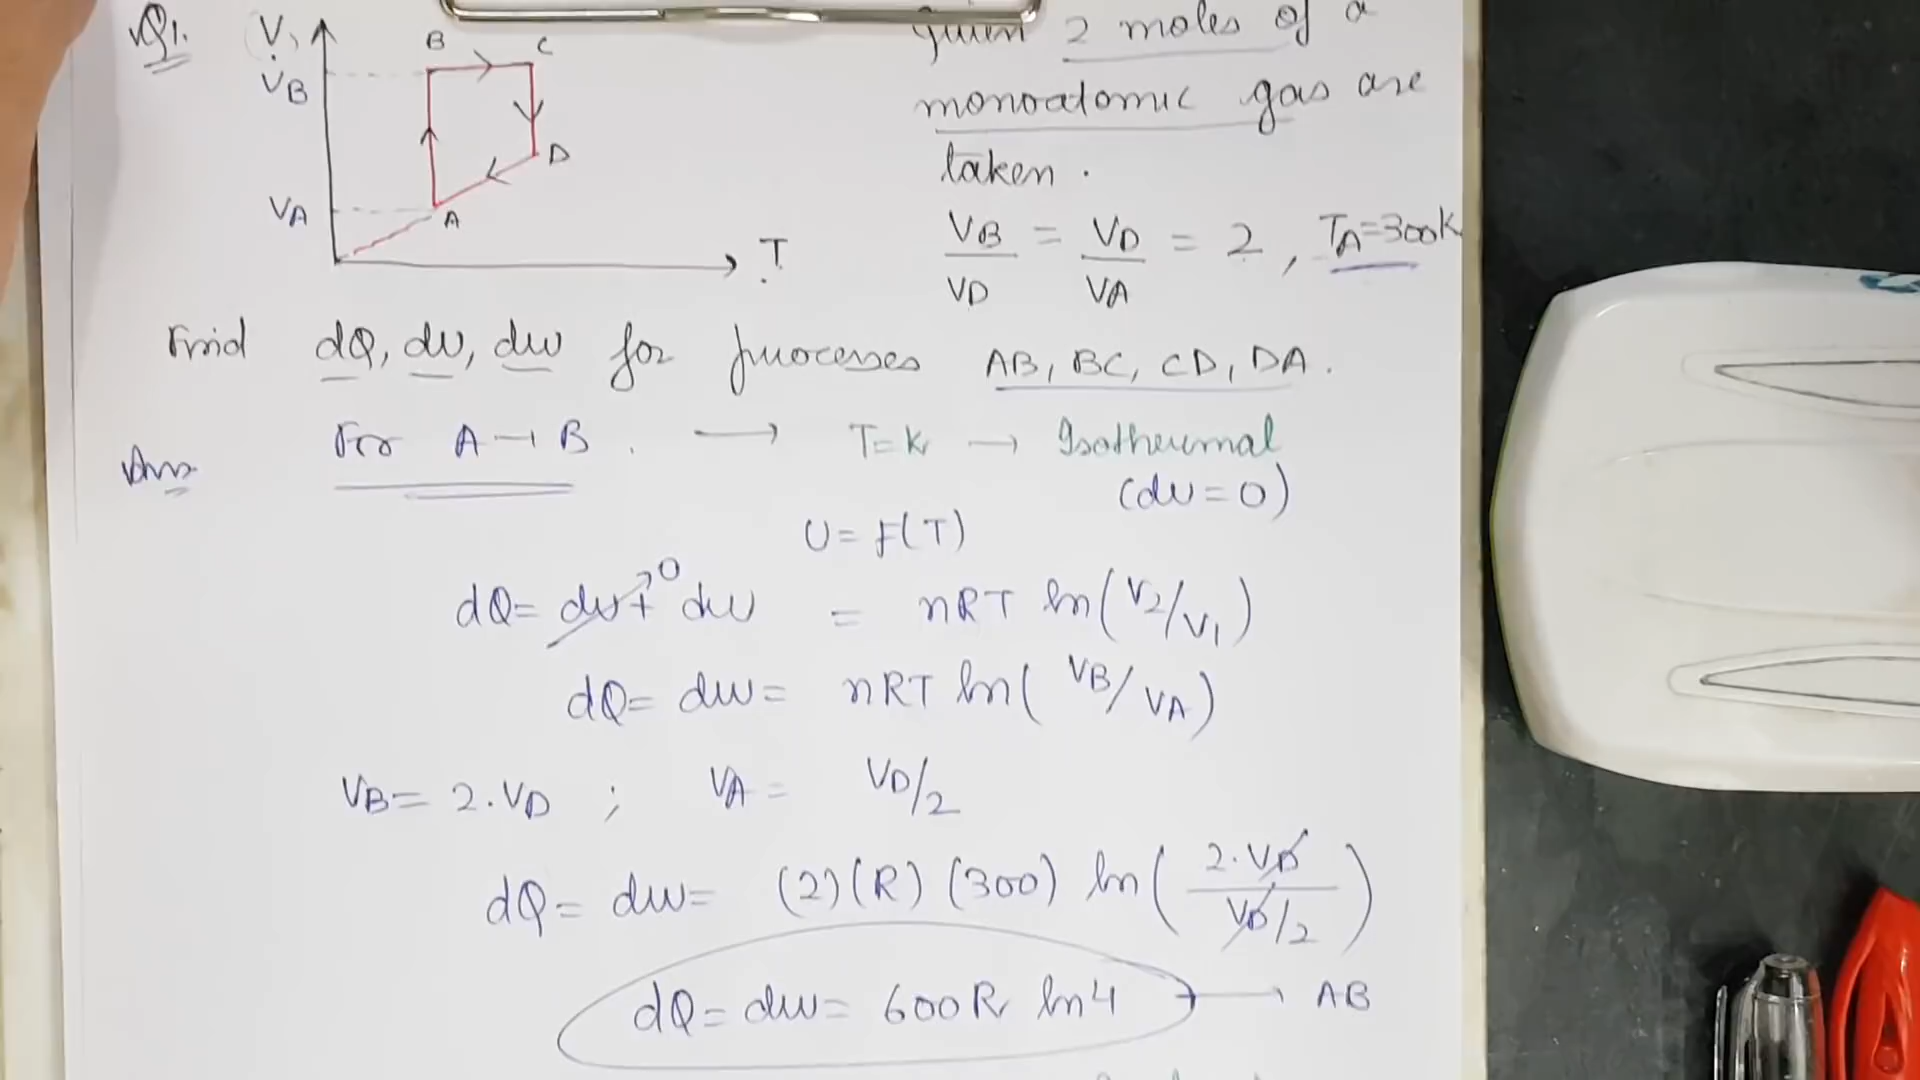 Q1.
V
B
C
VB
D
VA
A
T
Given 2 moles of a
monoatomic gas are
taken.
VB/VD = VD/VA = 2, TA=300K
Find dQ, dU, dw for processes AB, BC, CD, DA.
Ans
For A → B. → T=K → Isothermal
(dU=0)
U= f(T)
dQ= dU+ dw = nRT ln(V2/V1)
0
dQ= dw= nRT ln(VB/VA)
VB= 2.VD ; VA= VD/2
dQ= dw= (2)(R)(300) ln(2.VD/VD/2)
dQ= dw= 600R ln4 → AB